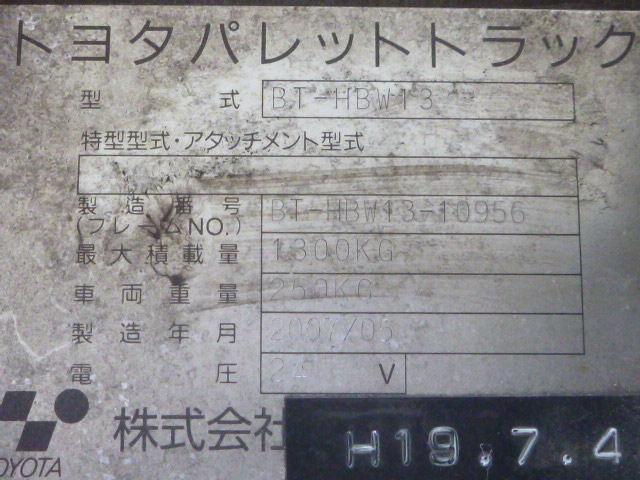 トヨタパレットトラック
型 式 BT-HBW13
特型型式・アタッチメント型式
製造番号 BT-HBW13-10956
(フレームNO.)
最大積載量 1300KG
車両重量 250KG
製造年月 2007/05
電圧 V
株式会社
TOYOTA
H19.7.4